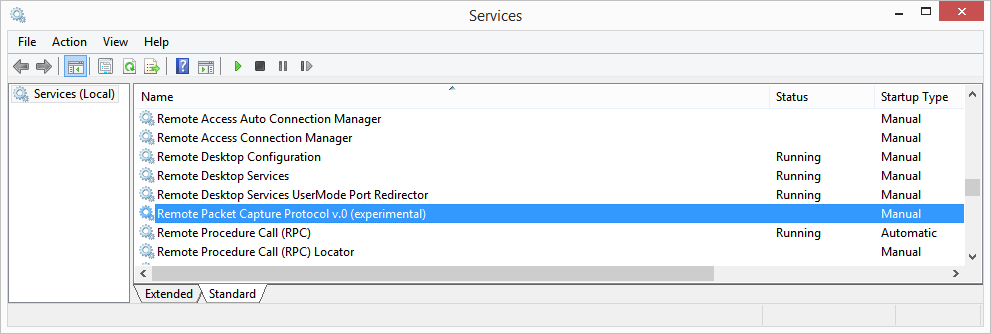 Services
File Action View Help
Services (Local)
Name Status Startup Type
Remote Access Auto Connection Manager Manual
Remote Access Connection Manager Manual
Remote Desktop Configuration Running Manual
Remote Desktop Services Running Manual
Remote Desktop Services UserMode Port Redirector Running Manual
Remote Packet Capture Protocol v.0 (experimental) Manual
Remote Procedure Call (RPC) Running Automatic
Remote Procedure Call (RPC) Locator Manual
Extended Standard